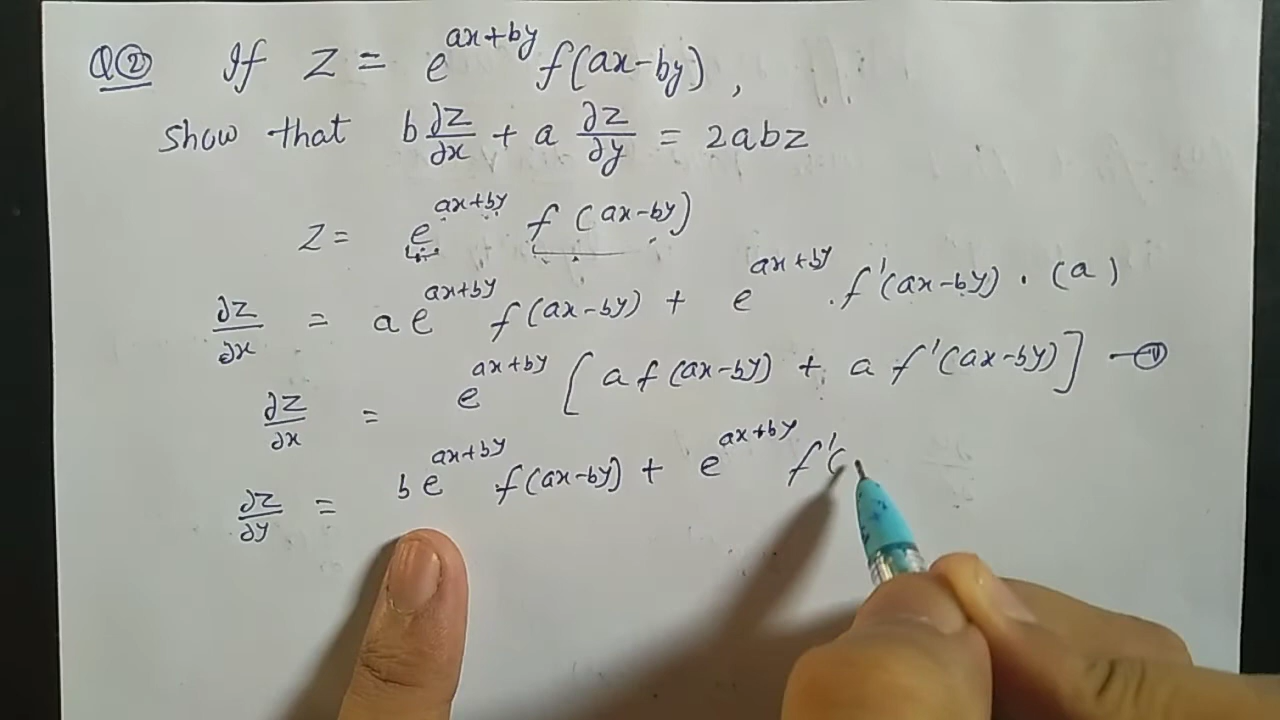 Q② If Z = e^{ax+by} f(ax-by),
show that b ∂z/∂x + a ∂z/∂y = 2abz
Z = e^{ax+by} f(ax-by)
∂z/∂x = a e^{ax+by} f(ax-by) + e^{ax+by} . f'(ax-by) . (a)
∂z/∂x = e^{ax+by} [a f(ax-by) + a f'(ax-by)] —①
∂z/∂y = b e^{ax+by} f(ax-by) + e^{ax+by} f'(